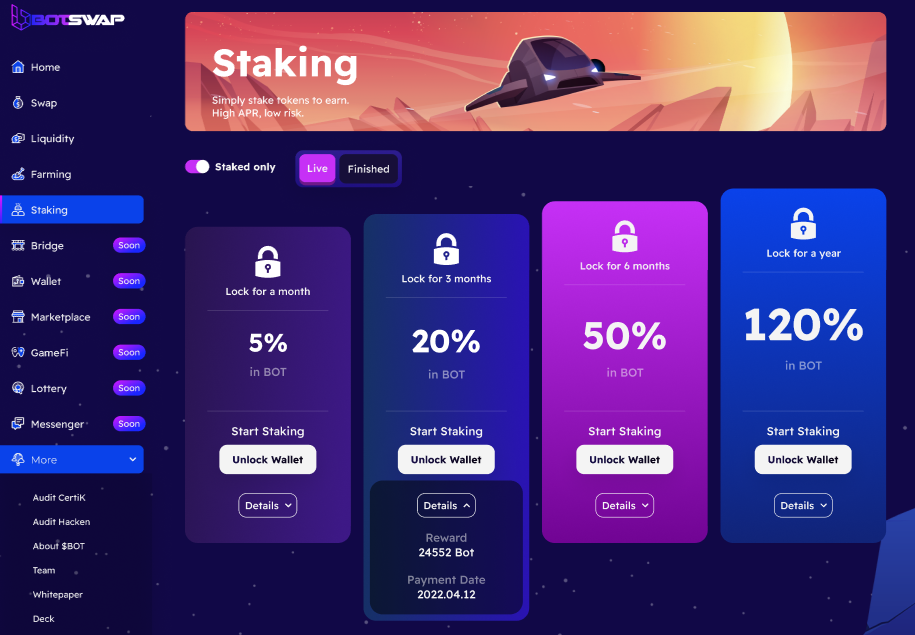 BOTSWAP
Home
Swap
Liquidity
Farming
Staking
Bridge Soon
Wallet Soon
Marketplace Soon
GameFi Soon
Lottery Soon
Messenger Soon
More
Audit CertiK
Audit Hacken
About $BOT
Team
Whitepaper
Deck
Staking
Simply stake tokens to earn.
High APR, low risk.
Staked only
Live
Finished
Lock for a month
5%
in BOT
Start Staking
Unlock Wallet
Details
Lock for 3 months
20%
in BOT
Start Staking
Unlock Wallet
Details
Reward
24552 Bot
Payment Date
2022.04.12
Lock for 6 months
50%
in BOT
Start Staking
Unlock Wallet
Details
Lock for a year
120%
in BOT
Start Staking
Unlock Wallet
Details